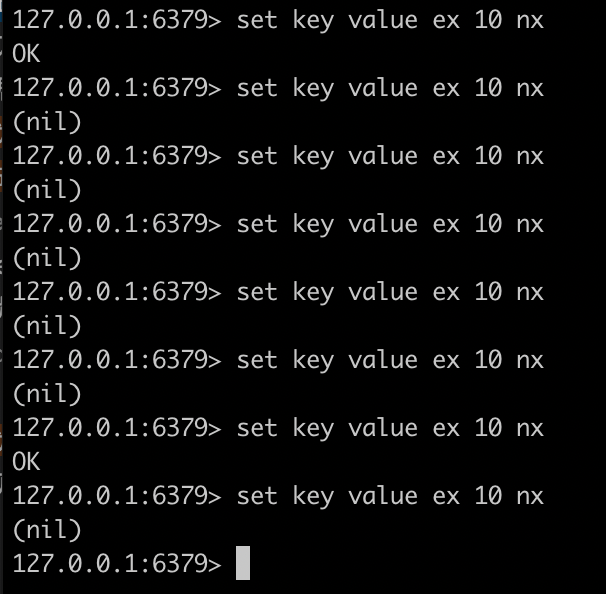 127.0.0.1:6379> set key value ex 10 nx
OK
127.0.0.1:6379> set key value ex 10 nx
(nil)
127.0.0.1:6379> set key value ex 10 nx
(nil)
127.0.0.1:6379> set key value ex 10 nx
(nil)
127.0.0.1:6379> set key value ex 10 nx
(nil)
127.0.0.1:6379> set key value ex 10 nx
(nil)
127.0.0.1:6379> set key value ex 10 nx
OK
127.0.0.1:6379> set key value ex 10 nx
(nil)
127.0.0.1:6379>